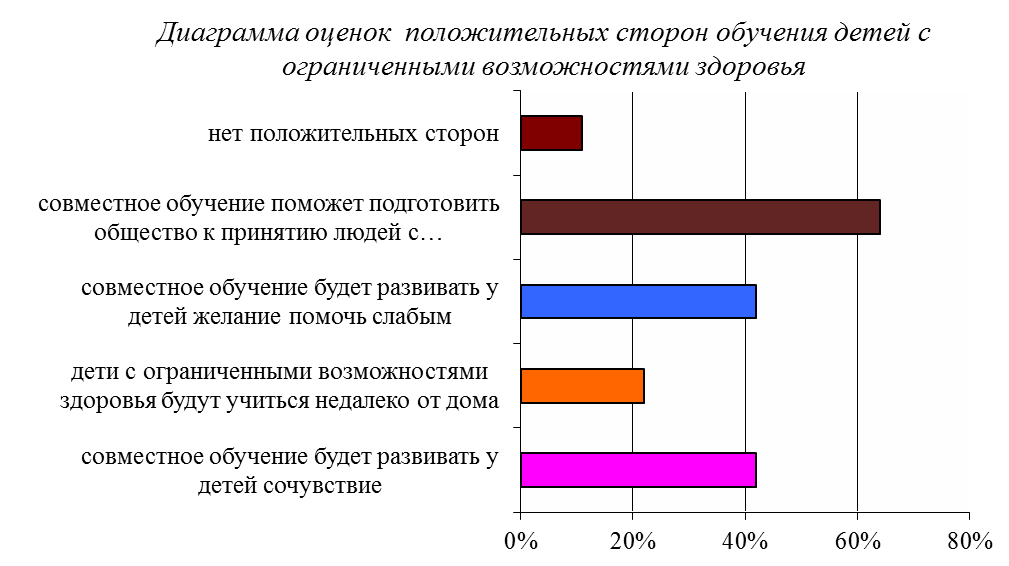 Диаграмма оценок положительных сторон обучения детей с
ограниченными возможностями здоровья
нет положительных сторон
совместное обучение поможет подготовить
общество к принятию людей с…
совместное обучение будет развивать у
детей желание помочь слабым
дети с ограниченными возможностями
здоровья будут учиться недалеко от дома
совместное обучение будет развивать у
детей сочувствие
0% 20% 40% 60% 80%